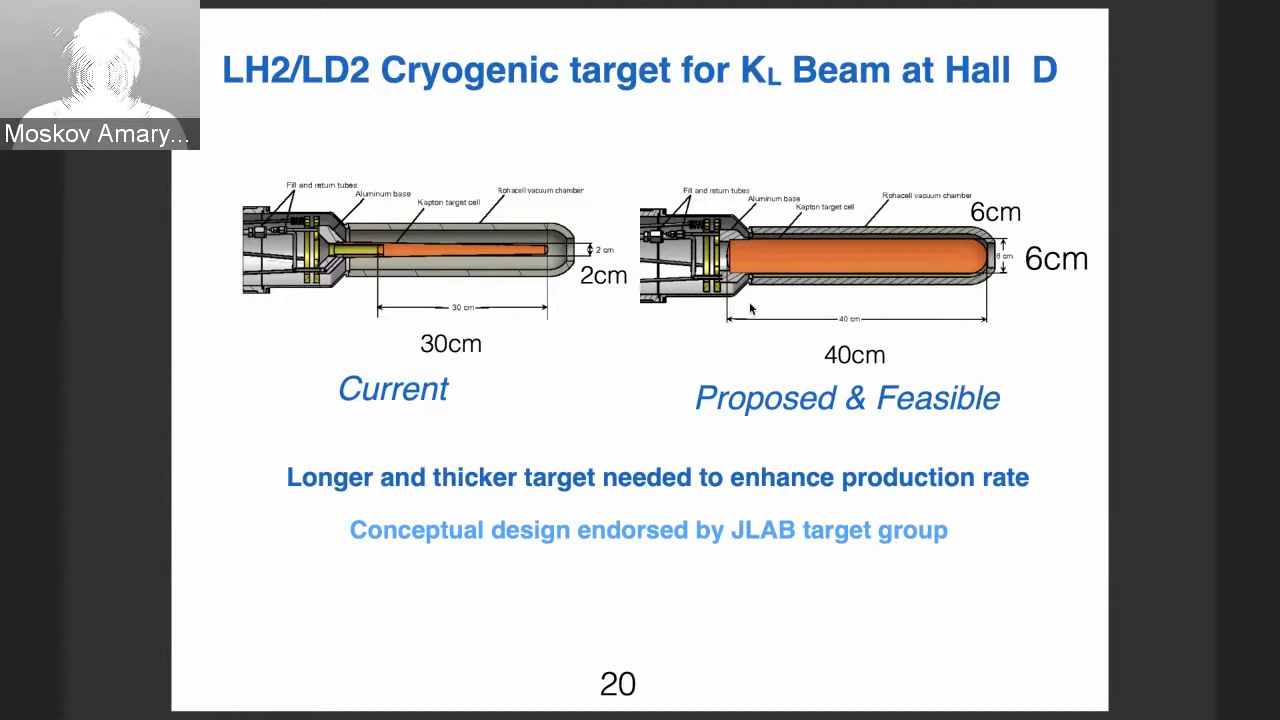 Moskov Amary...
LH2/LD2 Cryogenic target for KL Beam at Hall D
Fill and return tubes
Aluminum base
Kapton target cell
Rohacell vacuum chamber
2 cm
2cm
30 cm
30cm
Current
Fill and return tubes
Aluminum base
Kapton target cell
Rohacell vacuum chamber
6cm
6 cm
6cm
40 cm
40cm
Proposed & Feasible
Longer and thicker target needed to enhance production rate
Conceptual design endorsed by JLAB target group
20